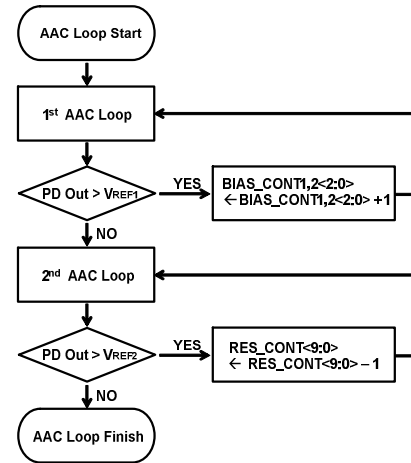 AAC Loop Start
1st AAC Loop
PD Out > VREF1
YES
BIAS_CONT1,2<2:0>
←BIAS_CONT1,2<2:0> +1
NO
2nd AAC Loop
PD Out > VREF2
YES
RES_CONT<9:0>
← RES_CONT<9:0> – 1
NO
AAC Loop Finish